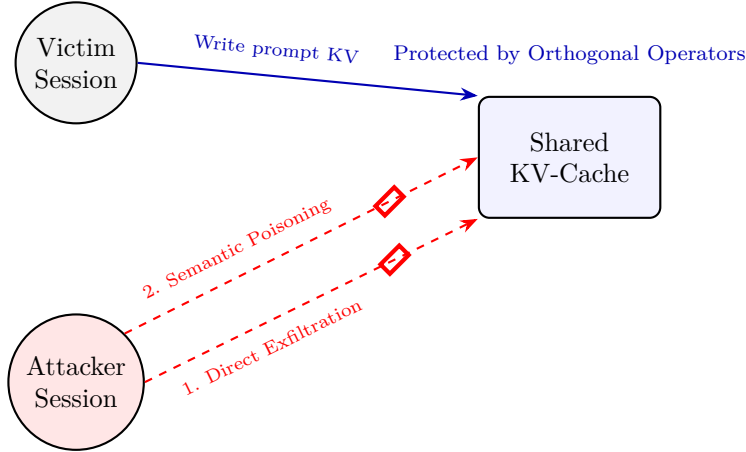 Victim
Session
Write prompt KV
Protected by Orthogonal Operators
Shared
KV-Cache
2. Semantic Poisoning
1. Direct Exfiltration
Attacker
Session